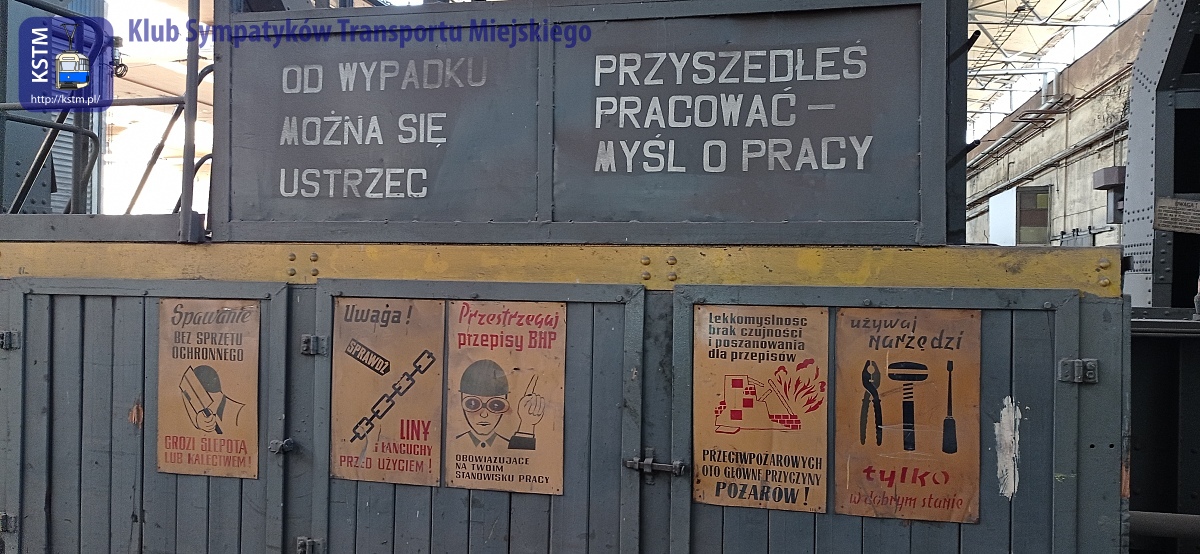 Klub Sympatyków Transportu Miejskiego
KSTM
http://kstm.pl/
OD WYPADKU
MOŻNA SIĘ
USTRZEC
PRZYSZEDŁEŚ
PRACOWAĆ –
MYŚL O PRACY
Spawanie
BEZ SPRZĘTU
OCHRONNEGO
GROZI ŚLEPOTĄ
LUB KALECTWEM!
Uwaga!
SPRAWDŹ
LINY
I ŁAŃCUCHY
PRZED UŻYCIEM!
Przestrzegaj
przepisy BHP
OBOWIĄZUJĄCE
NA TWOIM
STANOWISKU PRACY
Lekkomyślność
brak czujności
i poszanowania
dla przepisów
PRZECIWPOŻAROWYCH
OTO GŁÓWNE PRZYCZYNY
POŻARÓW!
używaj
NARZĘDZI
tylko
w dobrym stanie